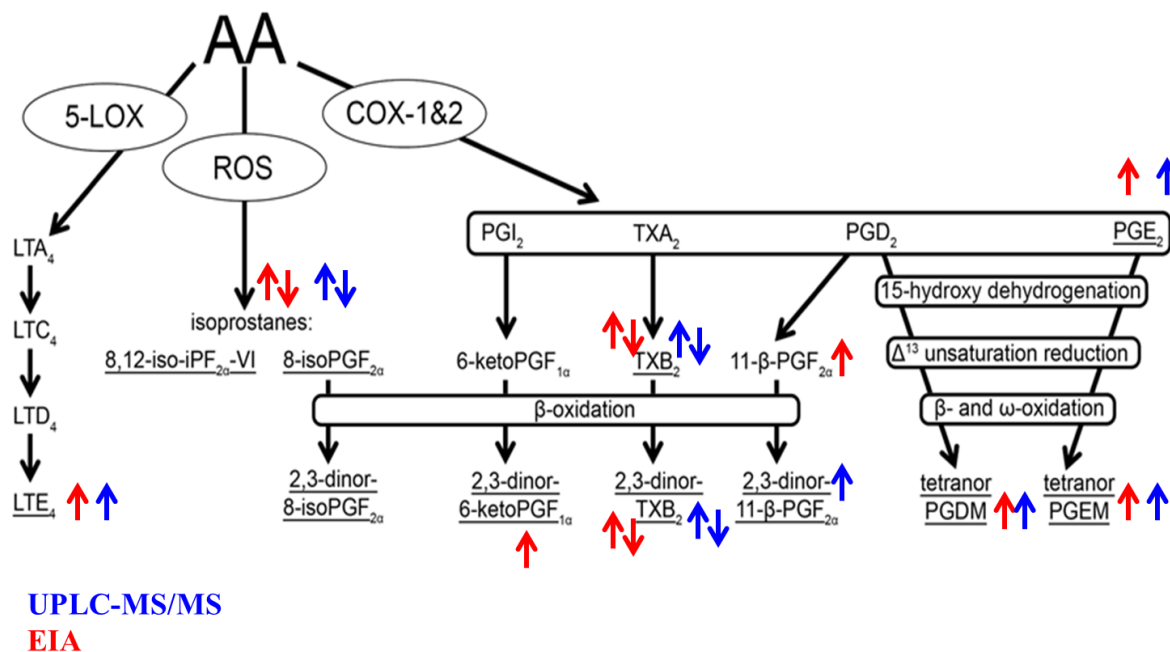 AA
5-LOX
ROS
COX-1&2
PGI₂ TXA₂ PGD₂ PGE₂
LTA₄
15-hydroxy dehydrogenation
isoprostanes:
LTC₄
8,12-iso-iPF₂α-VI 8-isoPGF₂α 6-ketoPGF₁α TXB₂ 11-β-PGF₂α Δ¹³ unsaturation reduction
LTD₄
β-oxidation
β- and ω-oxidation
LTE₄
2,3-dinor-
8-isoPGF₂α
2,3-dinor-
6-ketoPGF₁α
2,3-dinor-
TXB₂
2,3-dinor-
11-β-PGF₂α
tetranor
PGDM
tetranor
PGEM
UPLC-MS/MS
EIA